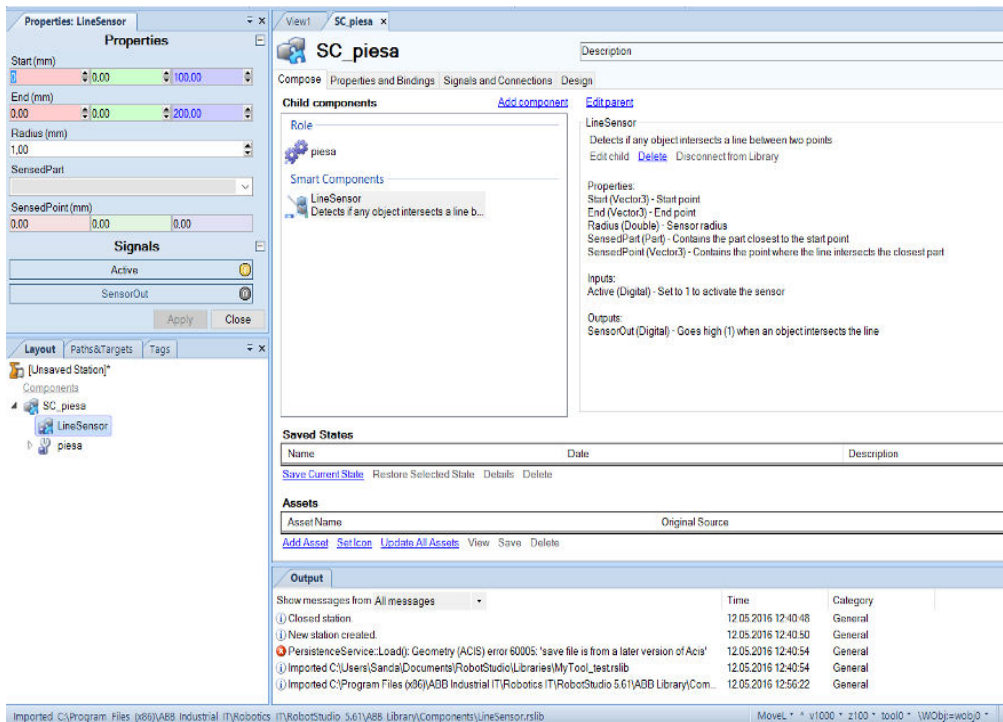 Properties: LineSensor
Properties
Start (mm)
0 0.00 100.00
End (mm)
0.00 0.00 200.00
Radius (mm)
1,00
SensedPart
SensedPoint (mm)
0.00 0.00 0.00
Signals
Active
SensorOut
Apply Close
Layout Paths&Targets Tags
[Unsaved Station]*
Components
SC_piesa
LineSensor
piesa
View1 SC_piesa
SC_piesa
Description
Compose Properties and Bindings Signals and Connections Design
Child components Add component Edit parent
Role
piesa
Smart Components
LineSensor
Detects if any object intersects a line b...
LineSensor
Detects if any object intersects a line between two points
Edit child Delete Disconnect from Library
Properties:
Start (Vector3) - Start point
End (Vector3) - End point
Radius (Double) - Sensor radius
SensedPart (Part) - Contains the part closest to the start point
SensedPoint (Vector3) - Contains the point where the line intersects the closest part
Inputs:
Active (Digital) - Set to 1 to activate the sensor
Outputs:
SensorOut (Digital) - Goes high (1) when an object intersects the line
Saved States
Name Date Description
Save Current State Restore Selected State Details Delete
Assets
Asset Name Original Source
Add Asset Set Icon Update All Assets View Save Delete
Output
Show messages from All messages Time Category
Closed station. 12.05.2016 12:40:48 General
New station created. 12.05.2016 12:40:50 General
PersistenceService::Load(): Geometry (ACIS) error 60005: 'save file is from a later version of Acis' 12.05.2016 12:40:54 General
Imported C:\Users\Sanda\Documents\RobotStudio\Libraries\MyTool_test.rslib 12.05.2016 12:40:54 General
Imported C:\Program Files (x86)\ABB Industrial IT\Robotics IT\RobotStudio 5.61\ABB Library\Com... 12.05.2016 12:56:22 General
Imported C:\Program Files (x86)\ABB Industrial IT\Robotics IT\RobotStudio 5.61\ABB Library\Components\LineSensor.rslib MoveL * * v1000 * z100 * tool0 * \WObj:=wobj0 *